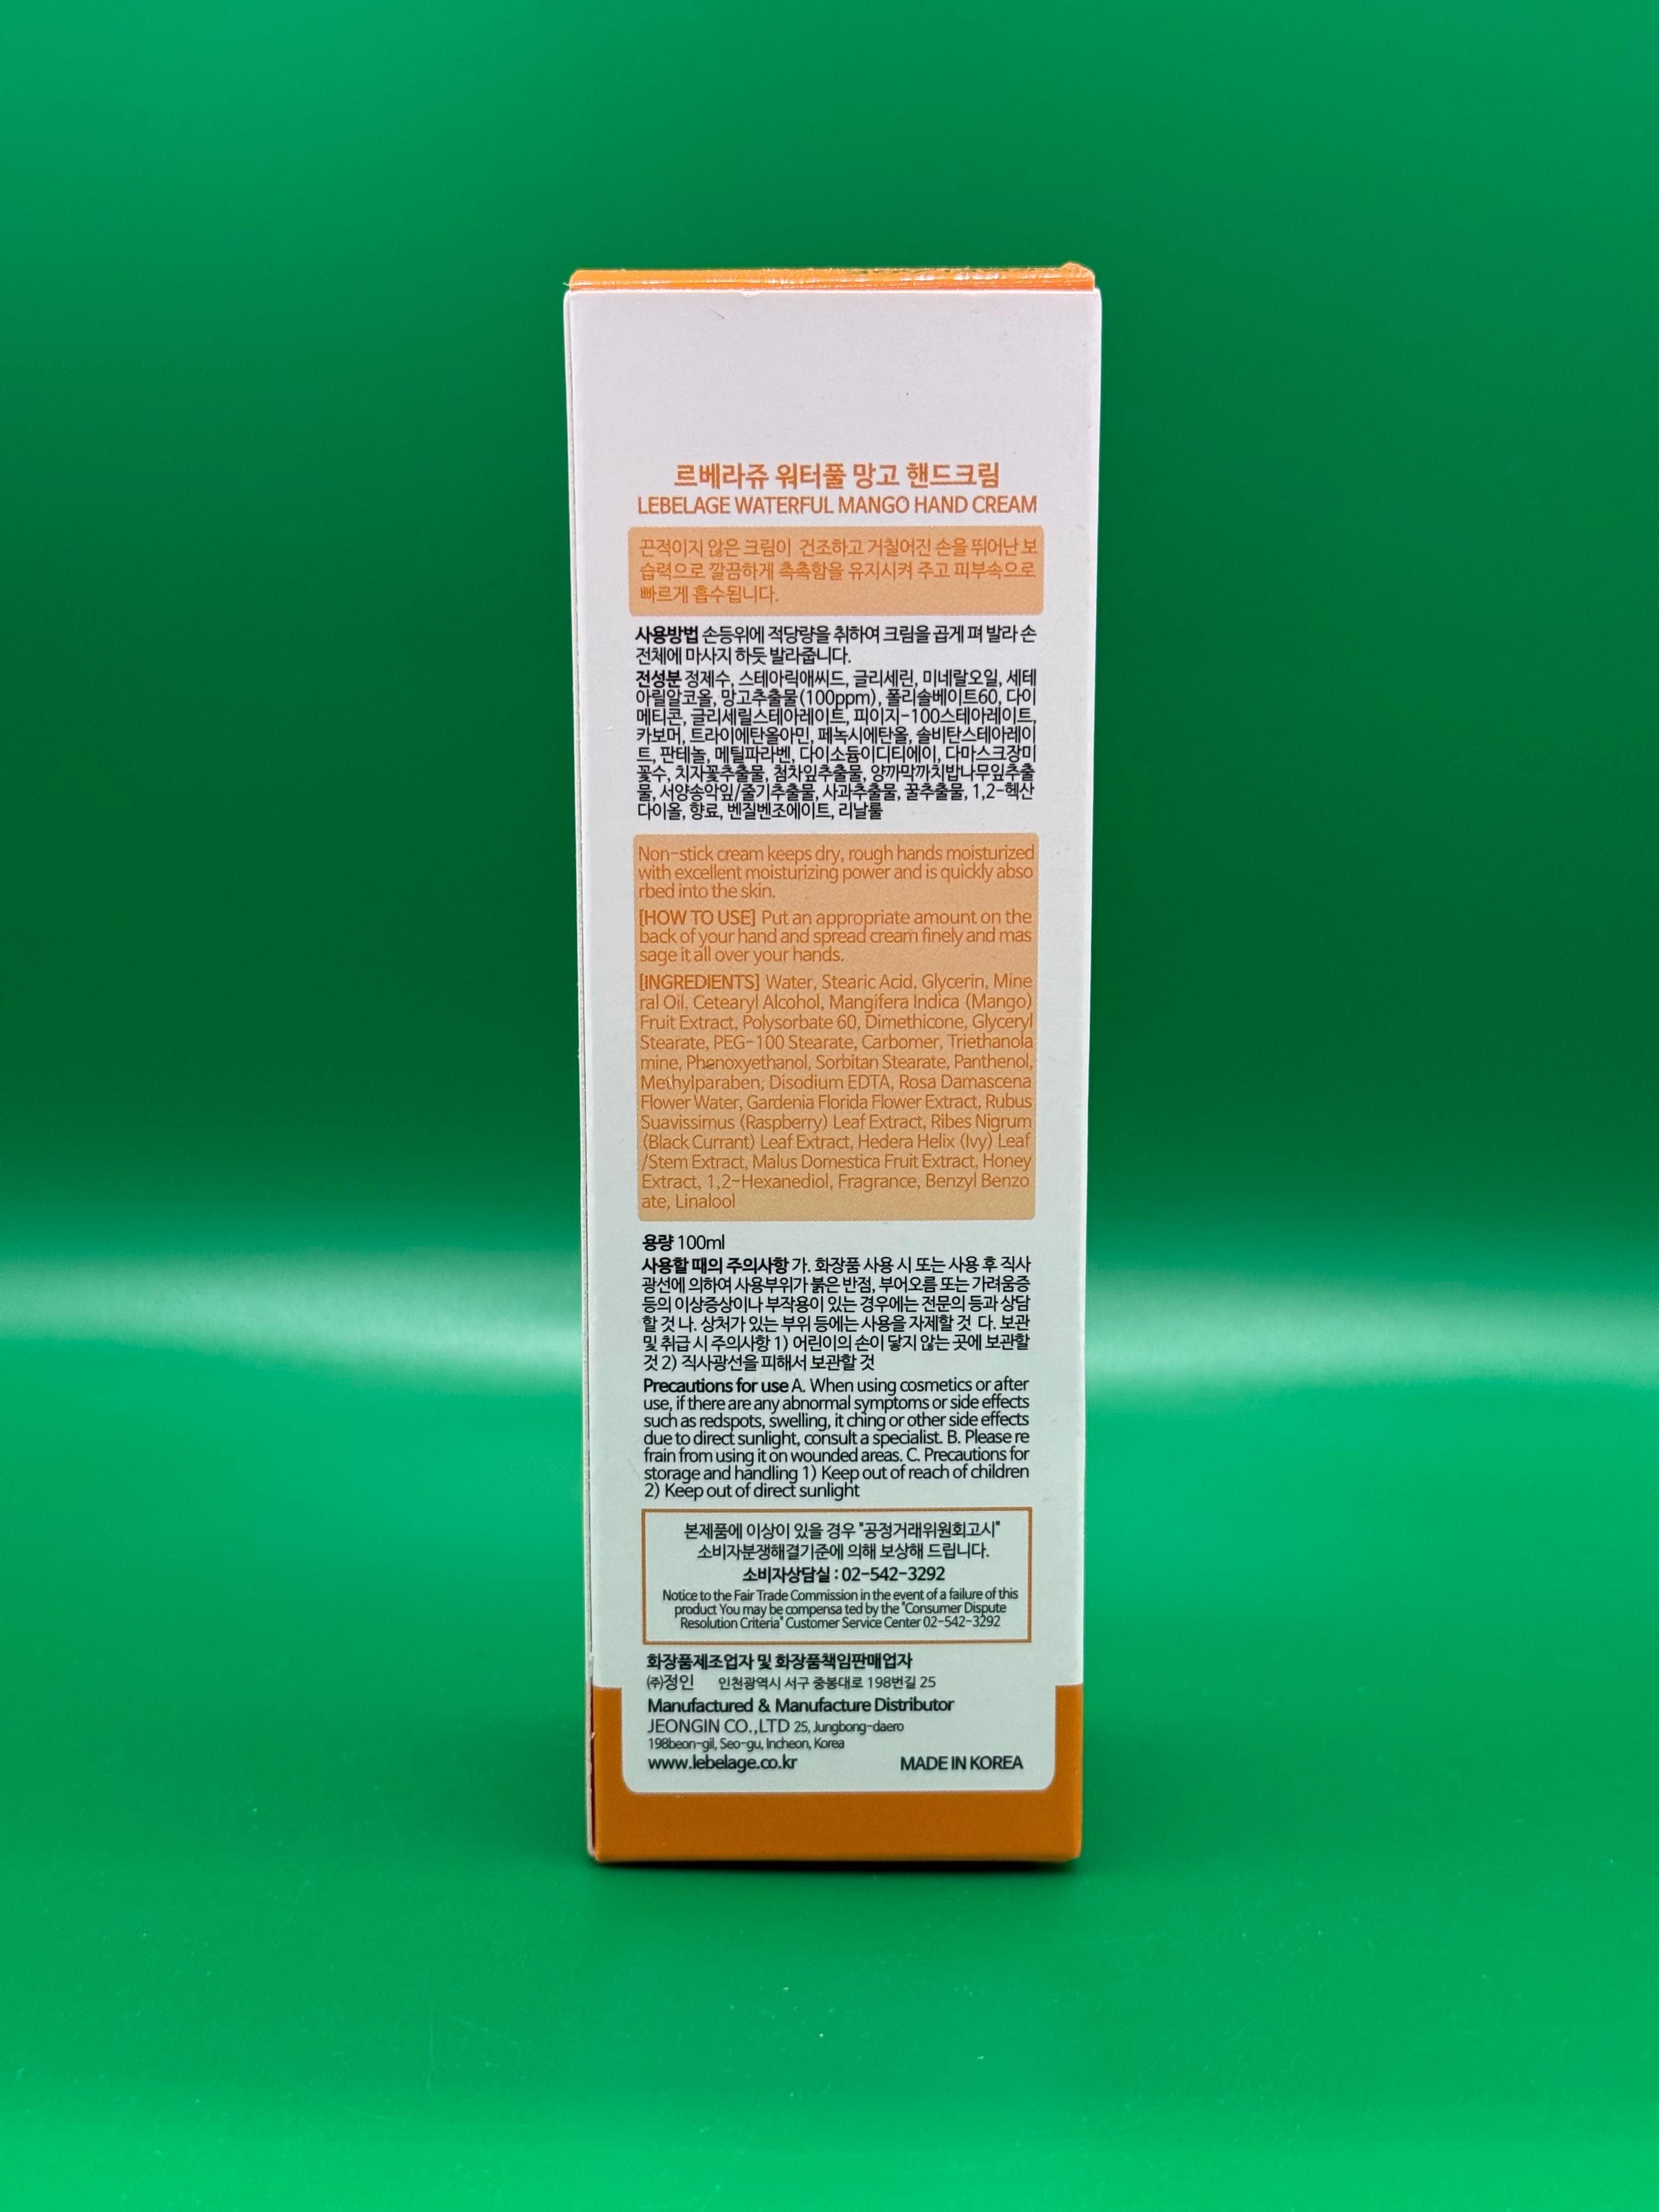 르베라쥬 워터풀 망고 핸드크림
LEBELAGE WATERFUL MANGO HAND CREAM
끈적이지 않은 크림이 건조하고 거칠어진 손을 뛰어난 보
습력으로 깔끔하게 촉촉함을 유지시켜 주고 피부속으로
빠르게 흡수됩니다.
사용방법 손등위에 적당량을 취하여 크림을 곱게 펴 발라 손
전체에 마사지 하듯 발라줍니다.
전성분 정제수, 스테아릭애씨드, 글리세린, 미네랄오일, 세테
아릴알코올, 망고추출물(100ppm), 폴리솔베이트60, 다이
메티콘, 글리세릴스테아레이트, 피이지-100스테아레이트,
카보머, 트라이에탄올아민, 페녹시에탄올, 솔비탄스테아레이
트, 판테놀, 메틸파라벤, 다이소듐이디티에이, 다마스크장미
꽃수, 치자꽃추출물, 첨차잎추출물, 양까막까치밥나무잎추출
물, 서양송악잎/줄기추출물, 사과추출물, 꿀추출물, 1,2-헥산
다이올, 향료, 벤질벤조에이트, 리날룰
Non-stick cream keeps dry, rough hands moisturized
with excellent moisturizing power and is quickly abso
rbed into the skin.
[HOW TO USE] Put an appropriate amount on the
back of your hand and spread cream finely and mas
sage it all over your hands.
[INGREDIENTS] Water, Stearic Acid, Glycerin, Mine
ral Oil, Cetearyl Alcohol, Mangifera Indica (Mango)
Fruit Extract, Polysorbate 60, Dimethicone, Glyceryl
Stearate, PEG-100 Stearate, Carbomer, Triethanola
mine, Phenoxyethanol, Sorbitan Stearate, Panthenol,
Methylparaben, Disodium EDTA, Rosa Damascena
Flower Water, Gardenia Florida Flower Extract, Rubus
Suavissimus (Raspberry) Leaf Extract, Ribes Nigrum
(Black Currant) Leaf Extract, Hedera Helix (Ivy) Leaf
/Stem Extract, Malus Domestica Fruit Extract, Honey
Extract, 1,2-Hexanediol, Fragrance, Benzyl Benzo
ate, Linalool
용량 100ml
사용할 때의 주의사항 가. 화장품 사용 시 또는 사용 후 직사
광선에 의하여 사용부위가 붉은 반점, 부어오름 또는 가려움증
등의 이상증상이나 부작용이 있는 경우에는 전문의 등과 상담
할 것 나. 상처가 있는 부위 등에는 사용을 자제할 것 다. 보관
및 취급 시 주의사항 1) 어린이의 손이 닿지 않는 곳에 보관할
것 2) 직사광선을 피해서 보관할 것
Precautions for use A. When using cosmetics or after
use, if there are any abnormal symptoms or side effects
such as redspots, swelling, it ching or other side effects
due to direct sunlight, consult a specialist. B. Please re
frain from using it on wounded areas. C. Precautions for
storage and handling 1) Keep out of reach of children
2) Keep out of direct sunlight
본제품에 이상이 있을 경우 "공정거래위원회고시"
소비자분쟁해결기준에 의해 보상해 드립니다.
소비자상담실 : 02-542-3292
Notice to the Fair Trade Commission in the event of a failure of this
product You may be compensa ted by the "Consumer Dispute
Resolution Criteria" Customer Service Center 02-542-3292
화장품제조업자 및 화장품책임판매업자
㈜정인 인천광역시 서구 중봉대로 198번길 25
Manufactured & Manufacture Distributor
JEONGIN CO.,LTD 25, Jungbong-daero
198beon-gil, Seo-gu, Incheon, Korea
www.lebelage.co.kr MADE IN KOREA